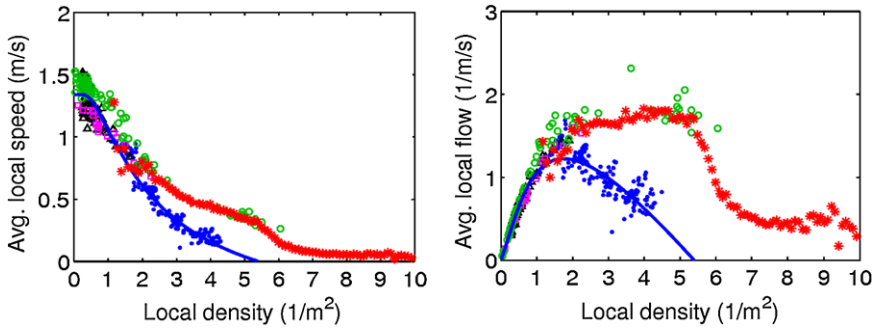 2
1.5
1
0.5
0
0 1 2 3 4 5 6 7 8 9 10
Avg. local speed (m/s)
Local density (1/m²)
3
2
1
0
0 1 2 3 4 5 6 7 8 9 10
Avg. local flow (1/m/s)
Local density (1/m²)